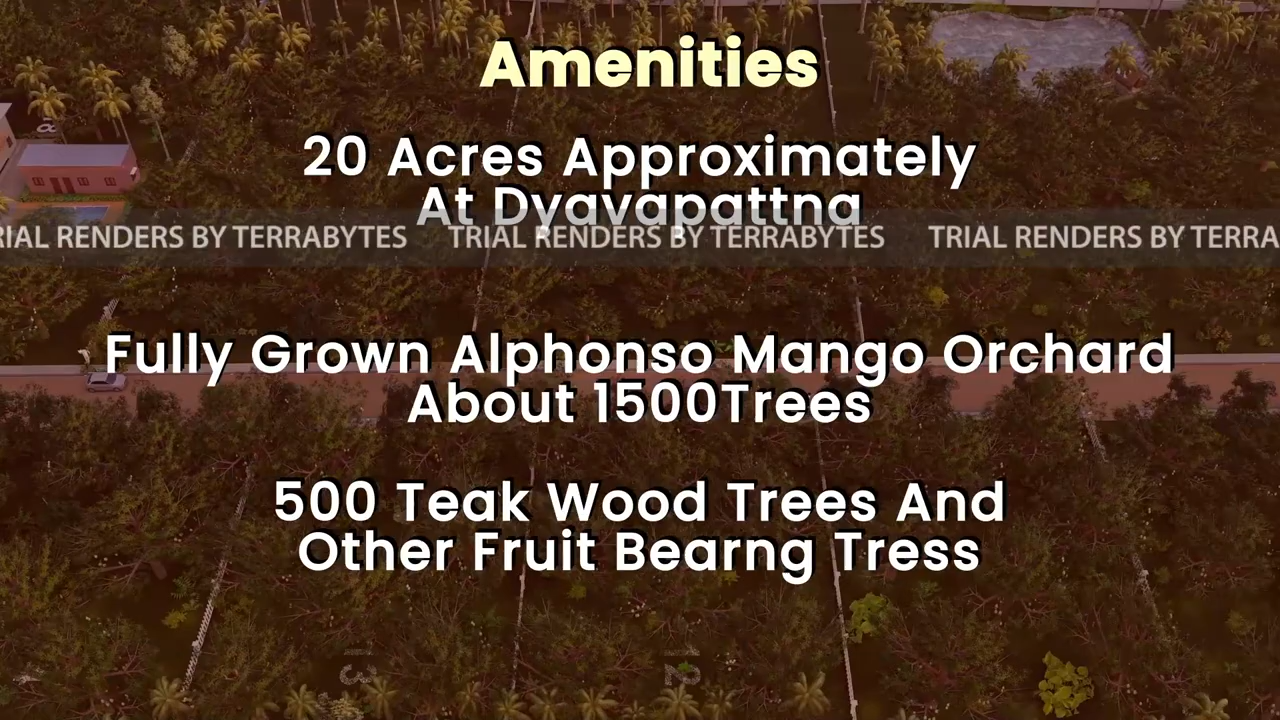 Amenities
20 Acres Approximately
At Dyavapattna
TRIAL RENDERS BY TERRABYTES TRIAL RENDERS BY TERRABYTES TRIAL RENDERS BY TERRA
Fully Grown Alphonso Mango Orchard
About 1500Trees
500 Teak Wood Trees And
Other Fruit Bearng Tress